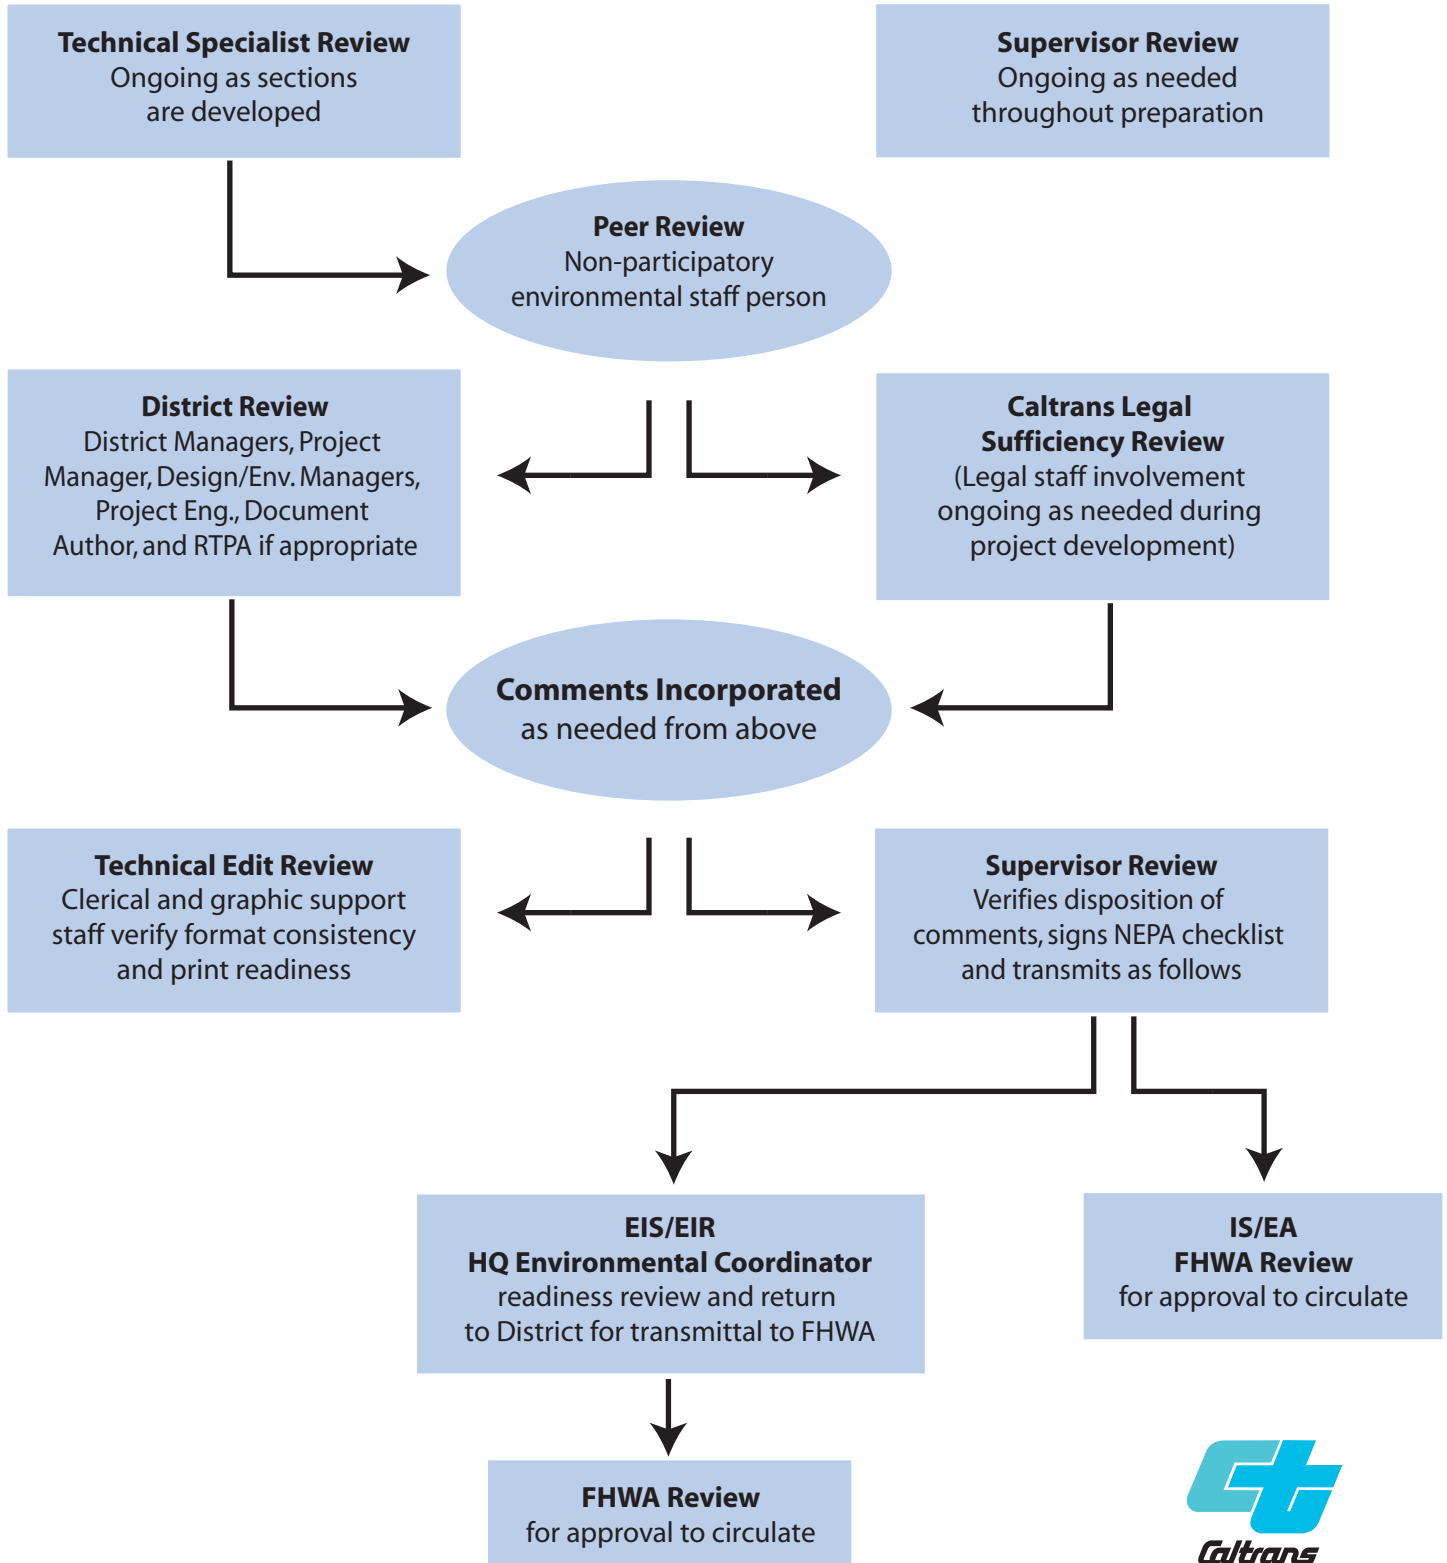 Technical Specialist Review
Ongoing as sections
are developed
Supervisor Review
Ongoing as needed
throughout preparation
Peer Review
Non-participatory
environmental staff person
District Review
District Managers, Project
Manager, Design/Env. Managers,
Project Eng., Document
Author, and RTPA if appropriate
Caltrans Legal
Sufficiency Review
(Legal staff involvement
ongoing as needed during
project development)
Comments Incorporated
as needed from above
Technical Edit Review
Clerical and graphic support
staff verify format consistency
and print readiness
Supervisor Review
Verifies disposition of
comments, signs NEPA checklist
and transmits as follows
EIS/EIR
HQ Environmental Coordinator
readiness review and return
to District for transmittal to FHWA
IS/EA
FHWA Review
for approval to circulate
FHWA Review
for approval to circulate
ct
Caltrans